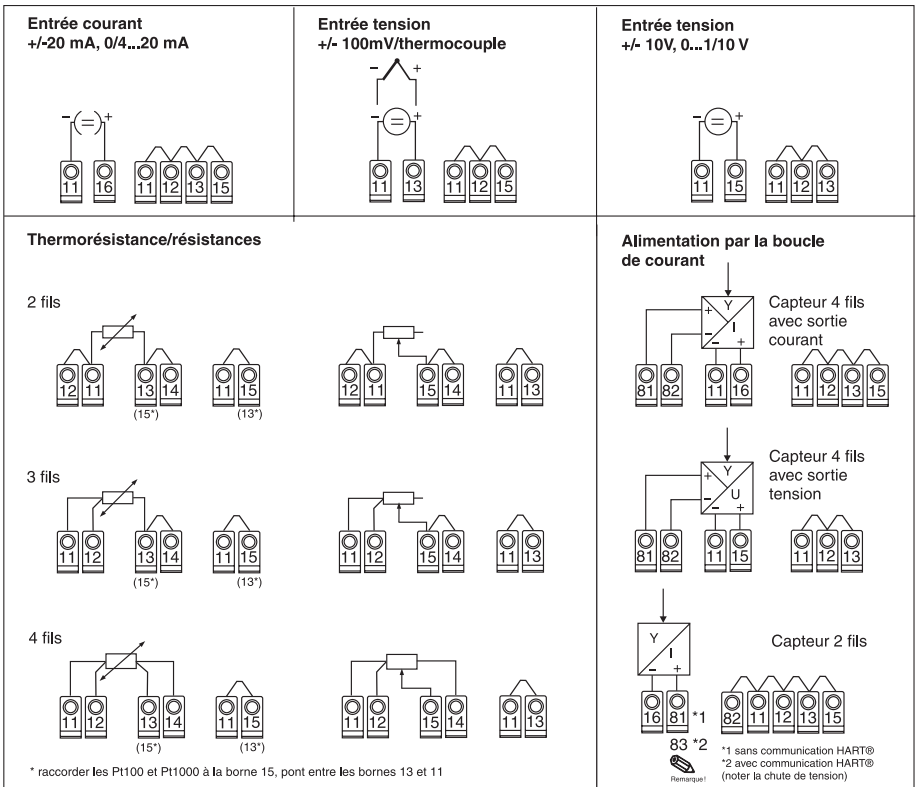 Entrée courant
+/-20 mA, 0/4...20 mA
- (=) +
11 16 11 12 13 15
Entrée tension
+/- 100mV/thermocouple
- +
- = +
11 13 11 12 15
Entrée tension
+/- 10V, 0...1/10 V
- = +
11 15 11 12 13
Thermorésistance/résistances
2 fils
12 11 13 14 11 15 12 11 15 14 11 13
(15*) (13*)
3 fils
11 12 13 14 11 15 11 12 15 14 11 13
(15*) (13*)
4 fils
11 12 13 14 11 15 11 12 15 14 11 13
(15*) (13*)
* raccorder les Pt100 et Pt1000 à la borne 15, pont entre les bornes 13 et 11
Alimentation par la boucle
de courant
Capteur 4 fils
avec sortie
courant
+ Y
- I
- +
81 82 11 16 11 12 13 15
Capteur 4 fils
avec sortie
tension
+ Y
- U
- +
81 82 11 15 11 12 13
Capteur 2 fils
Y
I
- +
16 81 *1 82 11 12 13 15
83 *2
Remarque!
*1 sans communication HART®
*2 avec communication HART®
(noter la chute de tension)